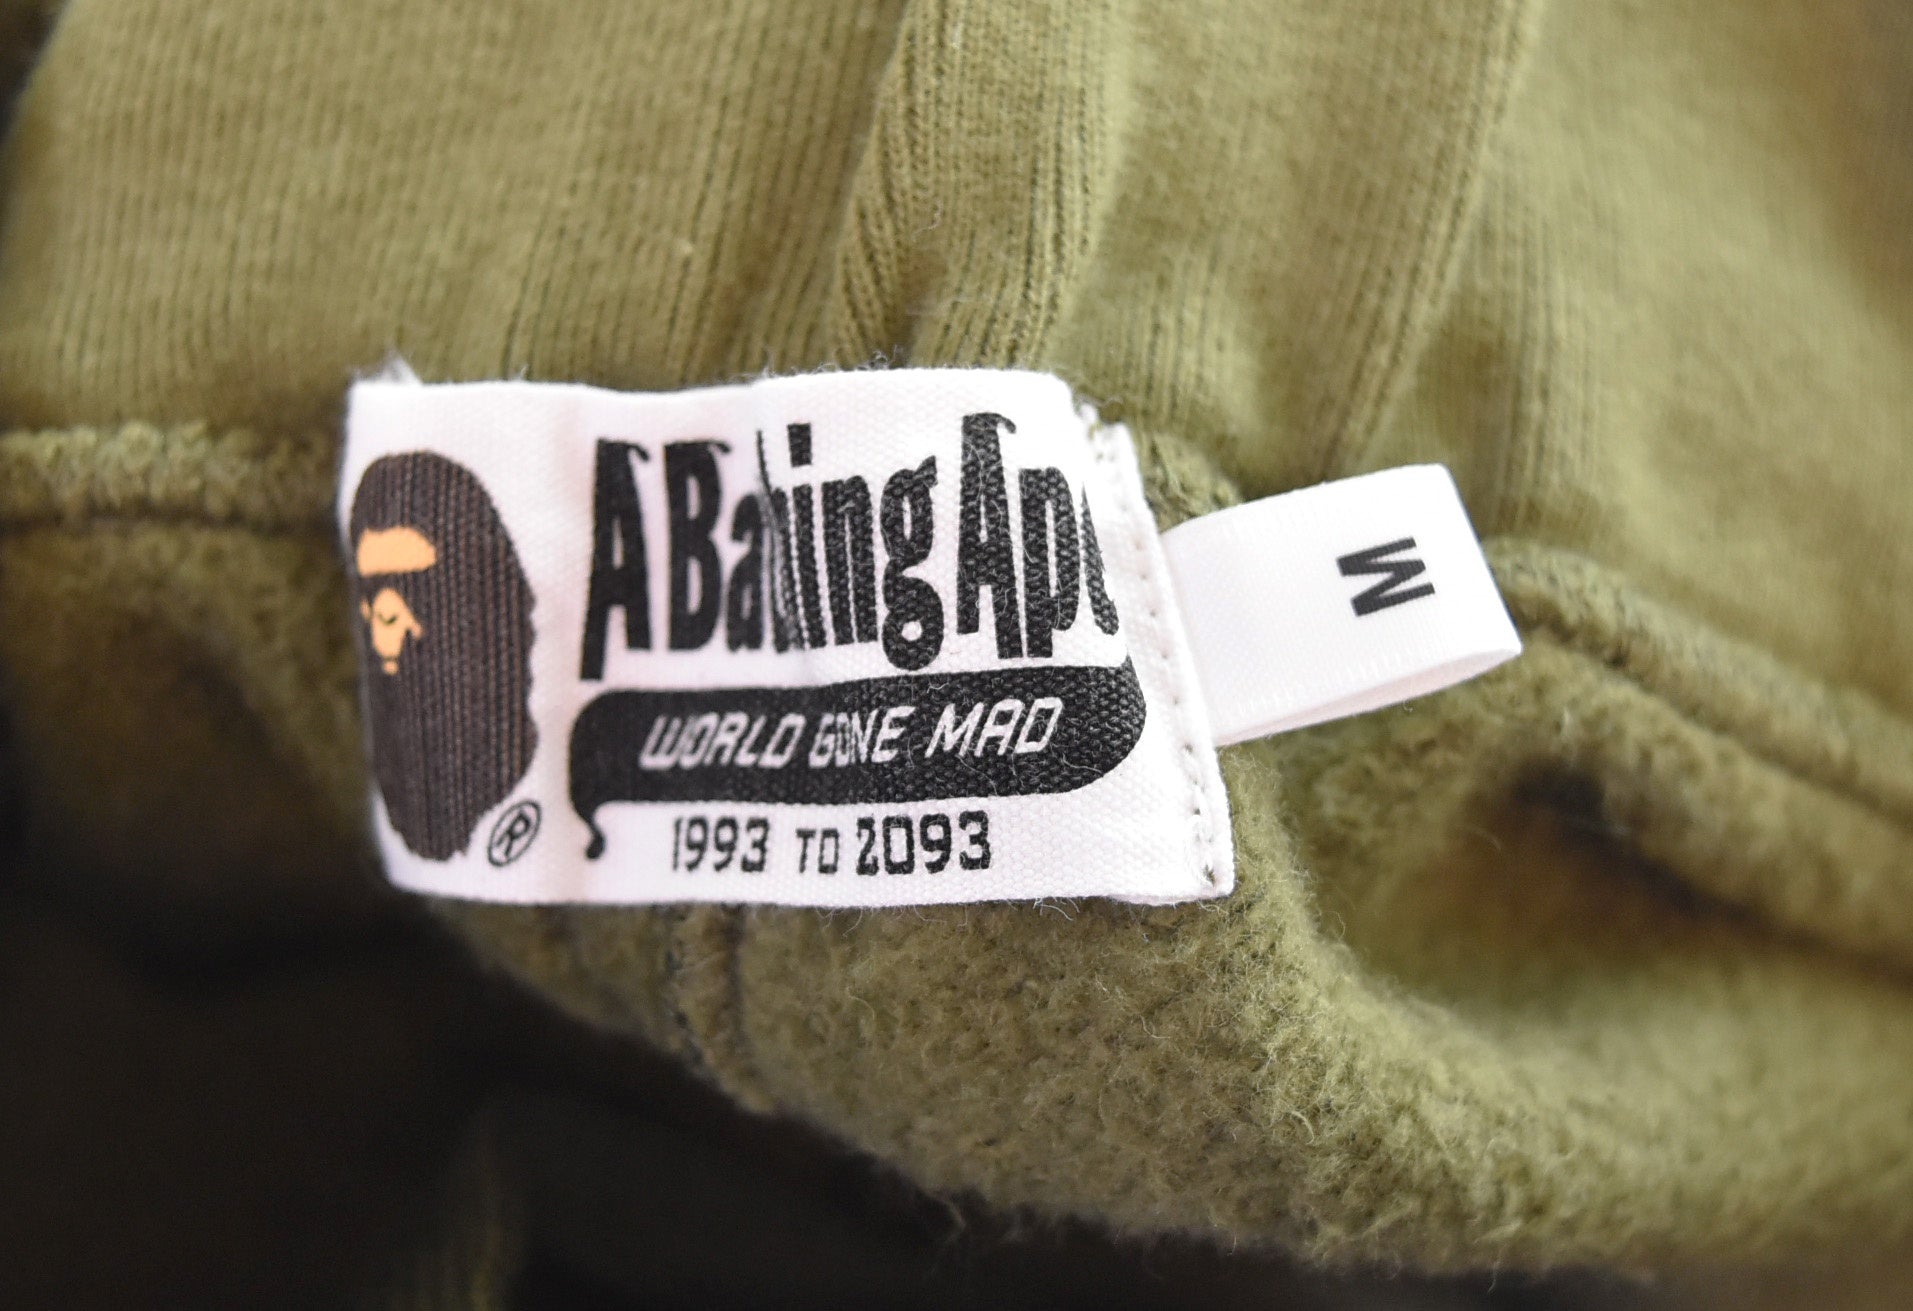 A Bathing Ape
WORLD GONE MAD
1993 TO 2093
®
M